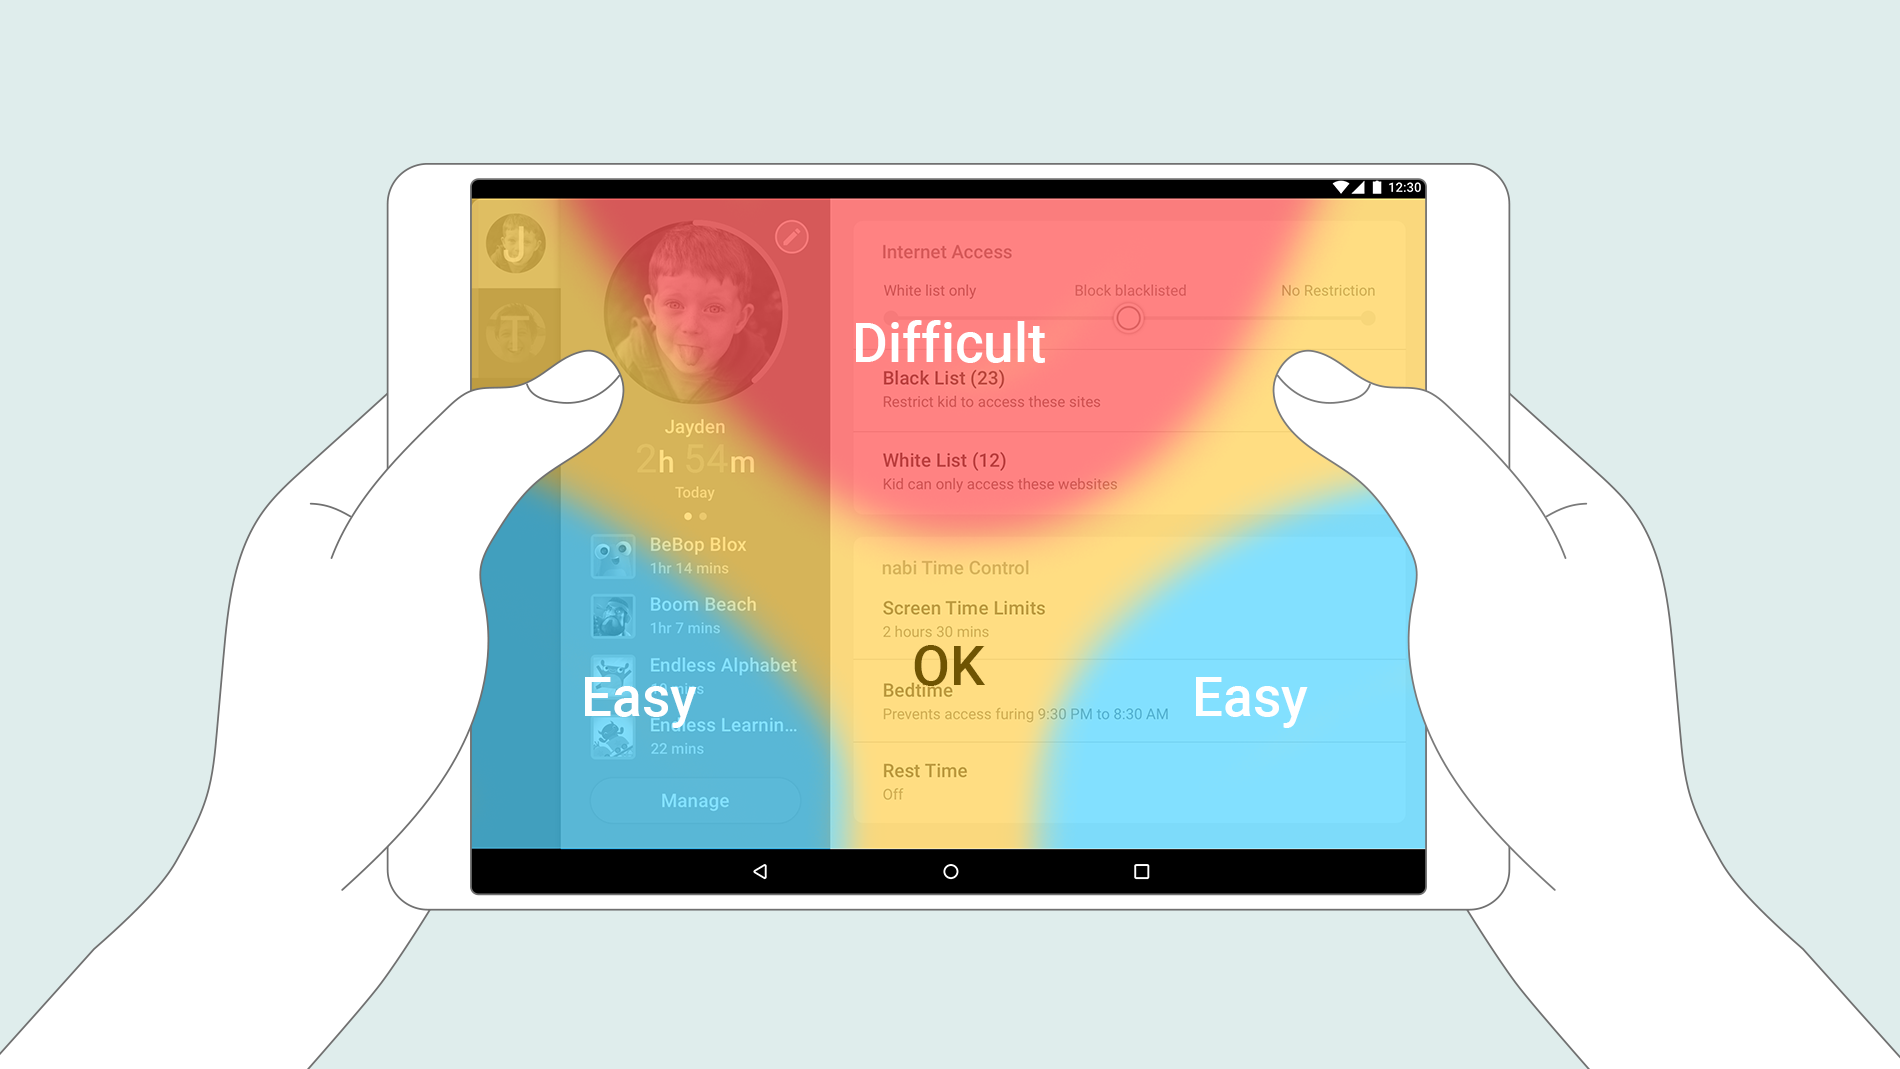 12:30
J
T
Jayden
2h 54m
Today
BeBop Blox
1hr 14 mins
Boom Beach
1hr 7 mins
Endless Alphabet
mins
Endless Learnin...
22 mins
Manage
Easy
Internet Access
White list only
Block blacklisted
No Restriction
Difficult
Black List (23)
Restrict kid to access these sites
White List (12)
Kid can only access these websites
nabi Time Control
Screen Time Limits
2 hours 30 mins
OK
Bedtime
Prevents access furing 9:30 PM to 8:30 AM
Easy
Rest Time
Off